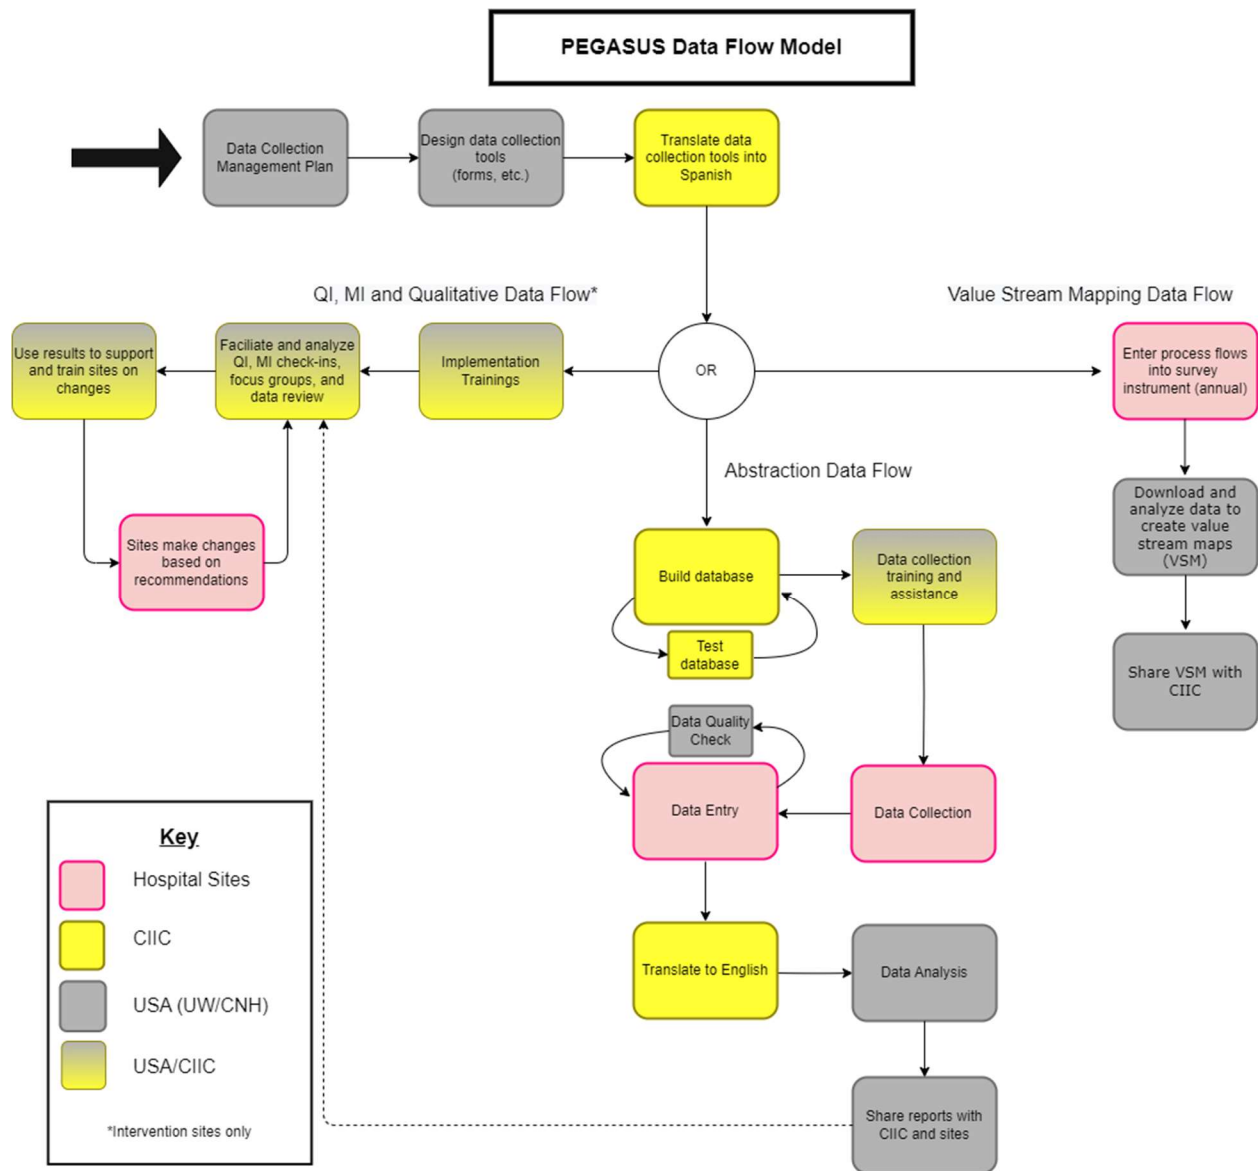 PEGASUS Data Flow Model
Data Collection
Management Plan
Design data collection
tools
(forms, etc.)
Translate data
collection tools into
Spanish
QI, MI and Qualitative Data Flow*
Value Stream Mapping Data Flow
Use results to support
and train sites on
changes
Faciliate and analyze
QI, MI check-ins,
focus groups, and
data review
Implementation
Trainings
OR
Enter process flows
into survey
instrument (annual)
Abstraction Data Flow
Download and
analyze data to
create value
stream maps
(VSM)
Sites make changes
based on
recommendations
Build database
Data collection
training and
assistance
Test
database
Share VSM with
CIIC
Data Quality
Check
Data Entry
Data Collection
Key
Hospital Sites
CIIC
USA (UW/CNH)
USA/CIIC
*Intervention sites only
Translate to English
Data Analysis
Share reports with
CIIC and sites